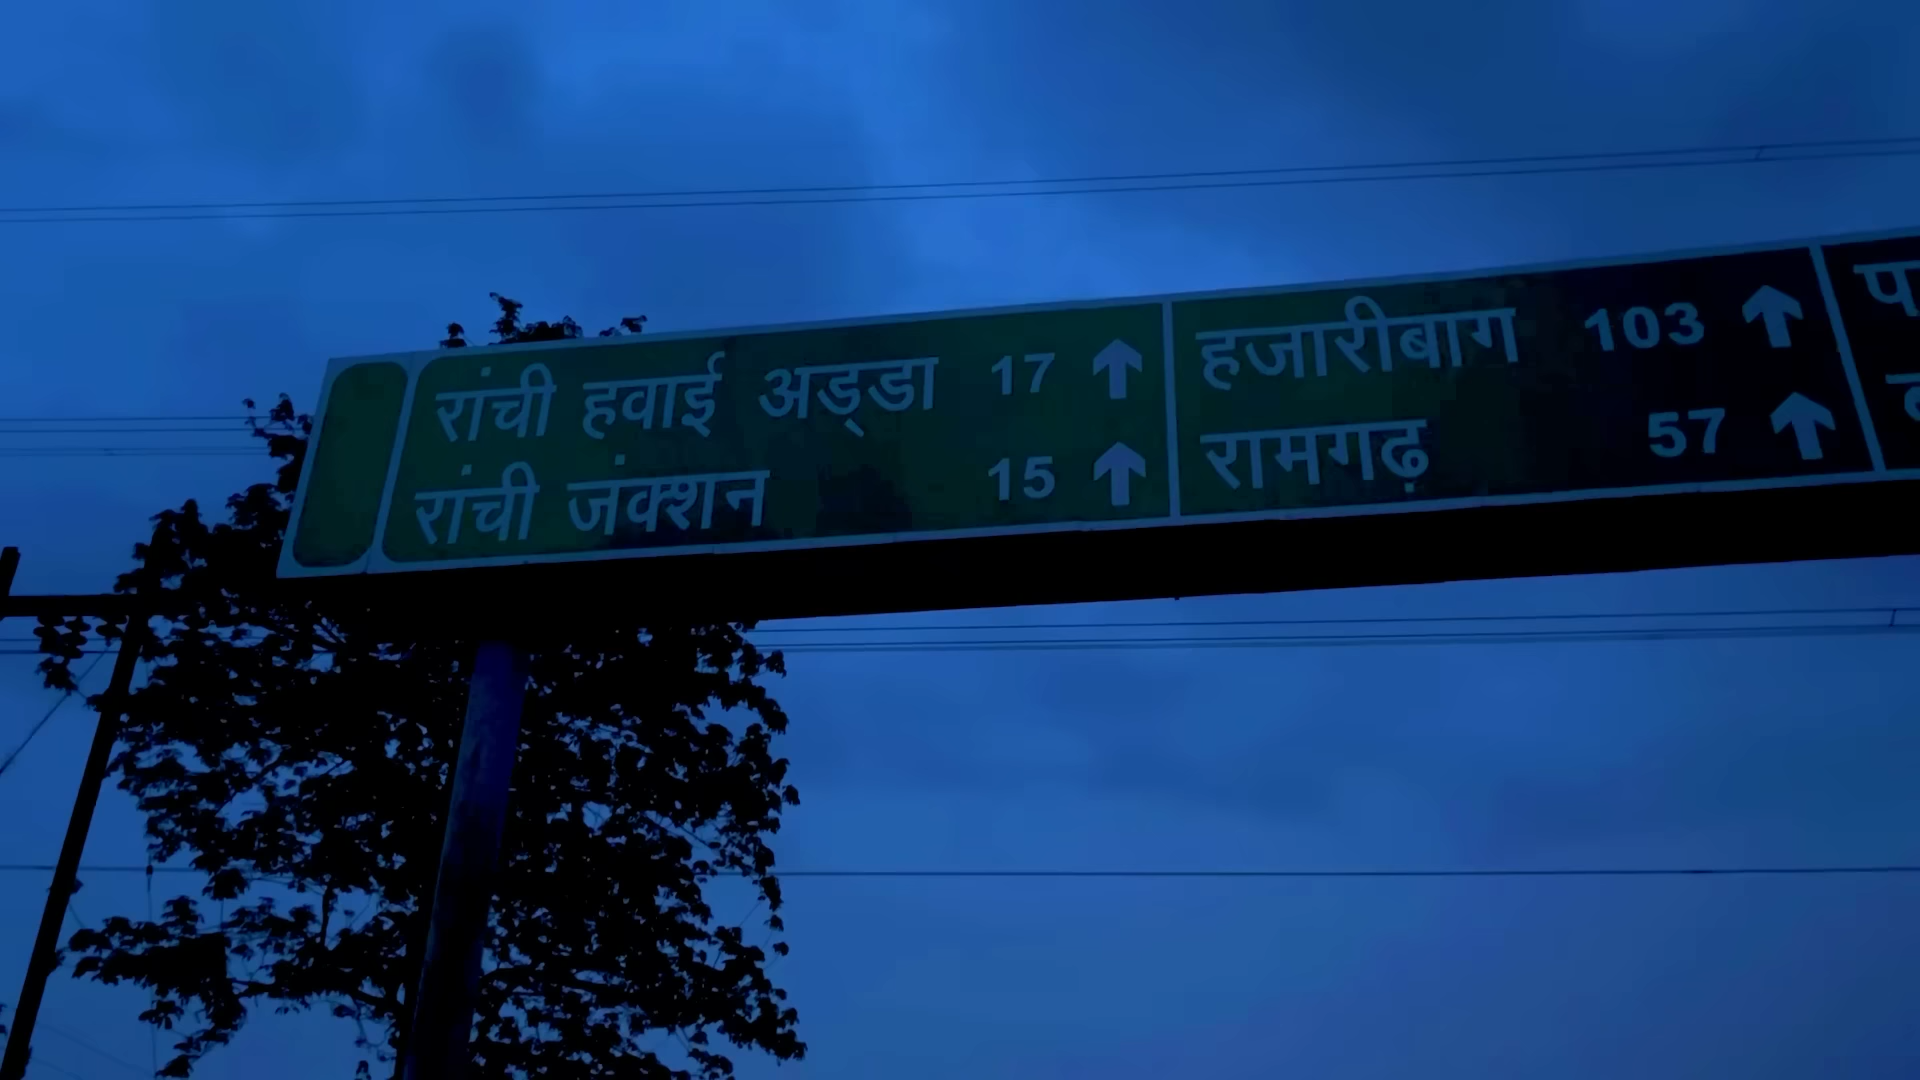 रांची हवाई अड्डा 17
रांची जंक्शन 15
हजारीबाग 103
रामगढ़ 57